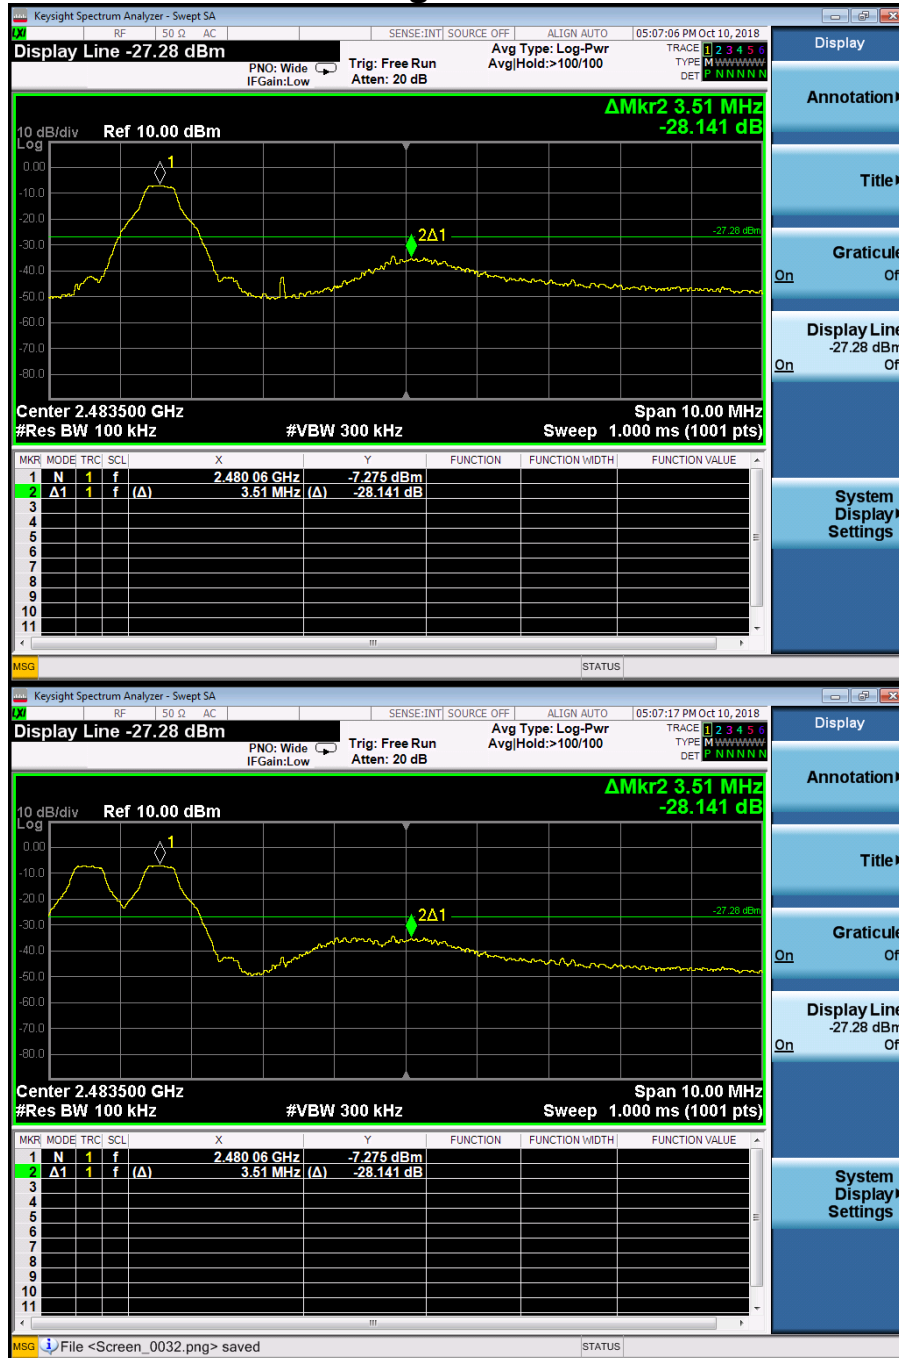 Keysight Spectrum Analyzer - Swept SA
LXI RF 50 Ω AC SENSE:INT SOURCE OFF ALIGN AUTO 05:07:06 PM Oct 10, 2018
Display Line -27.28 dBm
PNO: Wide
IFGain:Low
Trig: Free Run
Atten: 20 dB
Avg Type: Log-Pwr
Avg|Hold:>100/100
TRACE 1 2 3 4 5 6
TYPE M WWWWW
DET P N N N N N
ΔMkr2 3.51 MHz
-28.141 dB
10 dB/div Ref 10.00 dBm
Log
0.00
-10.0
-20.0
-30.0
-40.0
-50.0
-60.0
-70.0
-80.0
1
2Δ1
-27.28 dBm
Center 2.483500 GHz Span 10.00 MHz
#Res BW 100 kHz #VBW 300 kHz Sweep 1.000 ms (1001 pts)
MKR MODE TRC SCL X Y FUNCTION FUNCTION WIDTH FUNCTION VALUE
1 N 1 f 2.480 06 GHz -7.275 dBm
2 Δ1 1 f (Δ) 3.51 MHz (Δ) -28.141 dB
3
4
5
6
7
8
9
10
11
MSG STATUS
Display
Annotation
Title
Graticule
On Of
Display Line
-27.28 dBm
On Of
System
Display
Settings
Keysight Spectrum Analyzer - Swept SA
LXI RF 50 Ω AC SENSE:INT SOURCE OFF ALIGN AUTO 05:07:17 PM Oct 10, 2018
Display Line -27.28 dBm
PNO: Wide
IFGain:Low
Trig: Free Run
Atten: 20 dB
Avg Type: Log-Pwr
Avg|Hold:>100/100
TRACE 1 2 3 4 5 6
TYPE M WWWWW
DET P N N N N N
ΔMkr2 3.51 MHz
-28.141 dB
10 dB/div Ref 10.00 dBm
Log
0.00
-10.0
-20.0
-30.0
-40.0
-50.0
-60.0
-70.0
-80.0
1
2Δ1
-27.28 dBm
Center 2.483500 GHz Span 10.00 MHz
#Res BW 100 kHz #VBW 300 kHz Sweep 1.000 ms (1001 pts)
MKR MODE TRC SCL X Y FUNCTION FUNCTION WIDTH FUNCTION VALUE
1 N 1 f 2.480 06 GHz -7.275 dBm
2 Δ1 1 f (Δ) 3.51 MHz (Δ) -28.141 dB
3
4
5
6
7
8
9
10
11
MSG File <Screen_0032.png> saved STATUS
Display
Annotation
Title
Graticule
On Of
Display Line
-27.28 dBm
On Of
System
Display
Settings